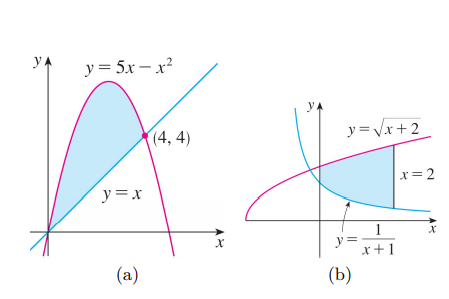 y
y = 5x − x²
(4, 4)
y = x
x
(a)
y
y = √x + 2
x = 2
x
y = 1/x + 1
(b)